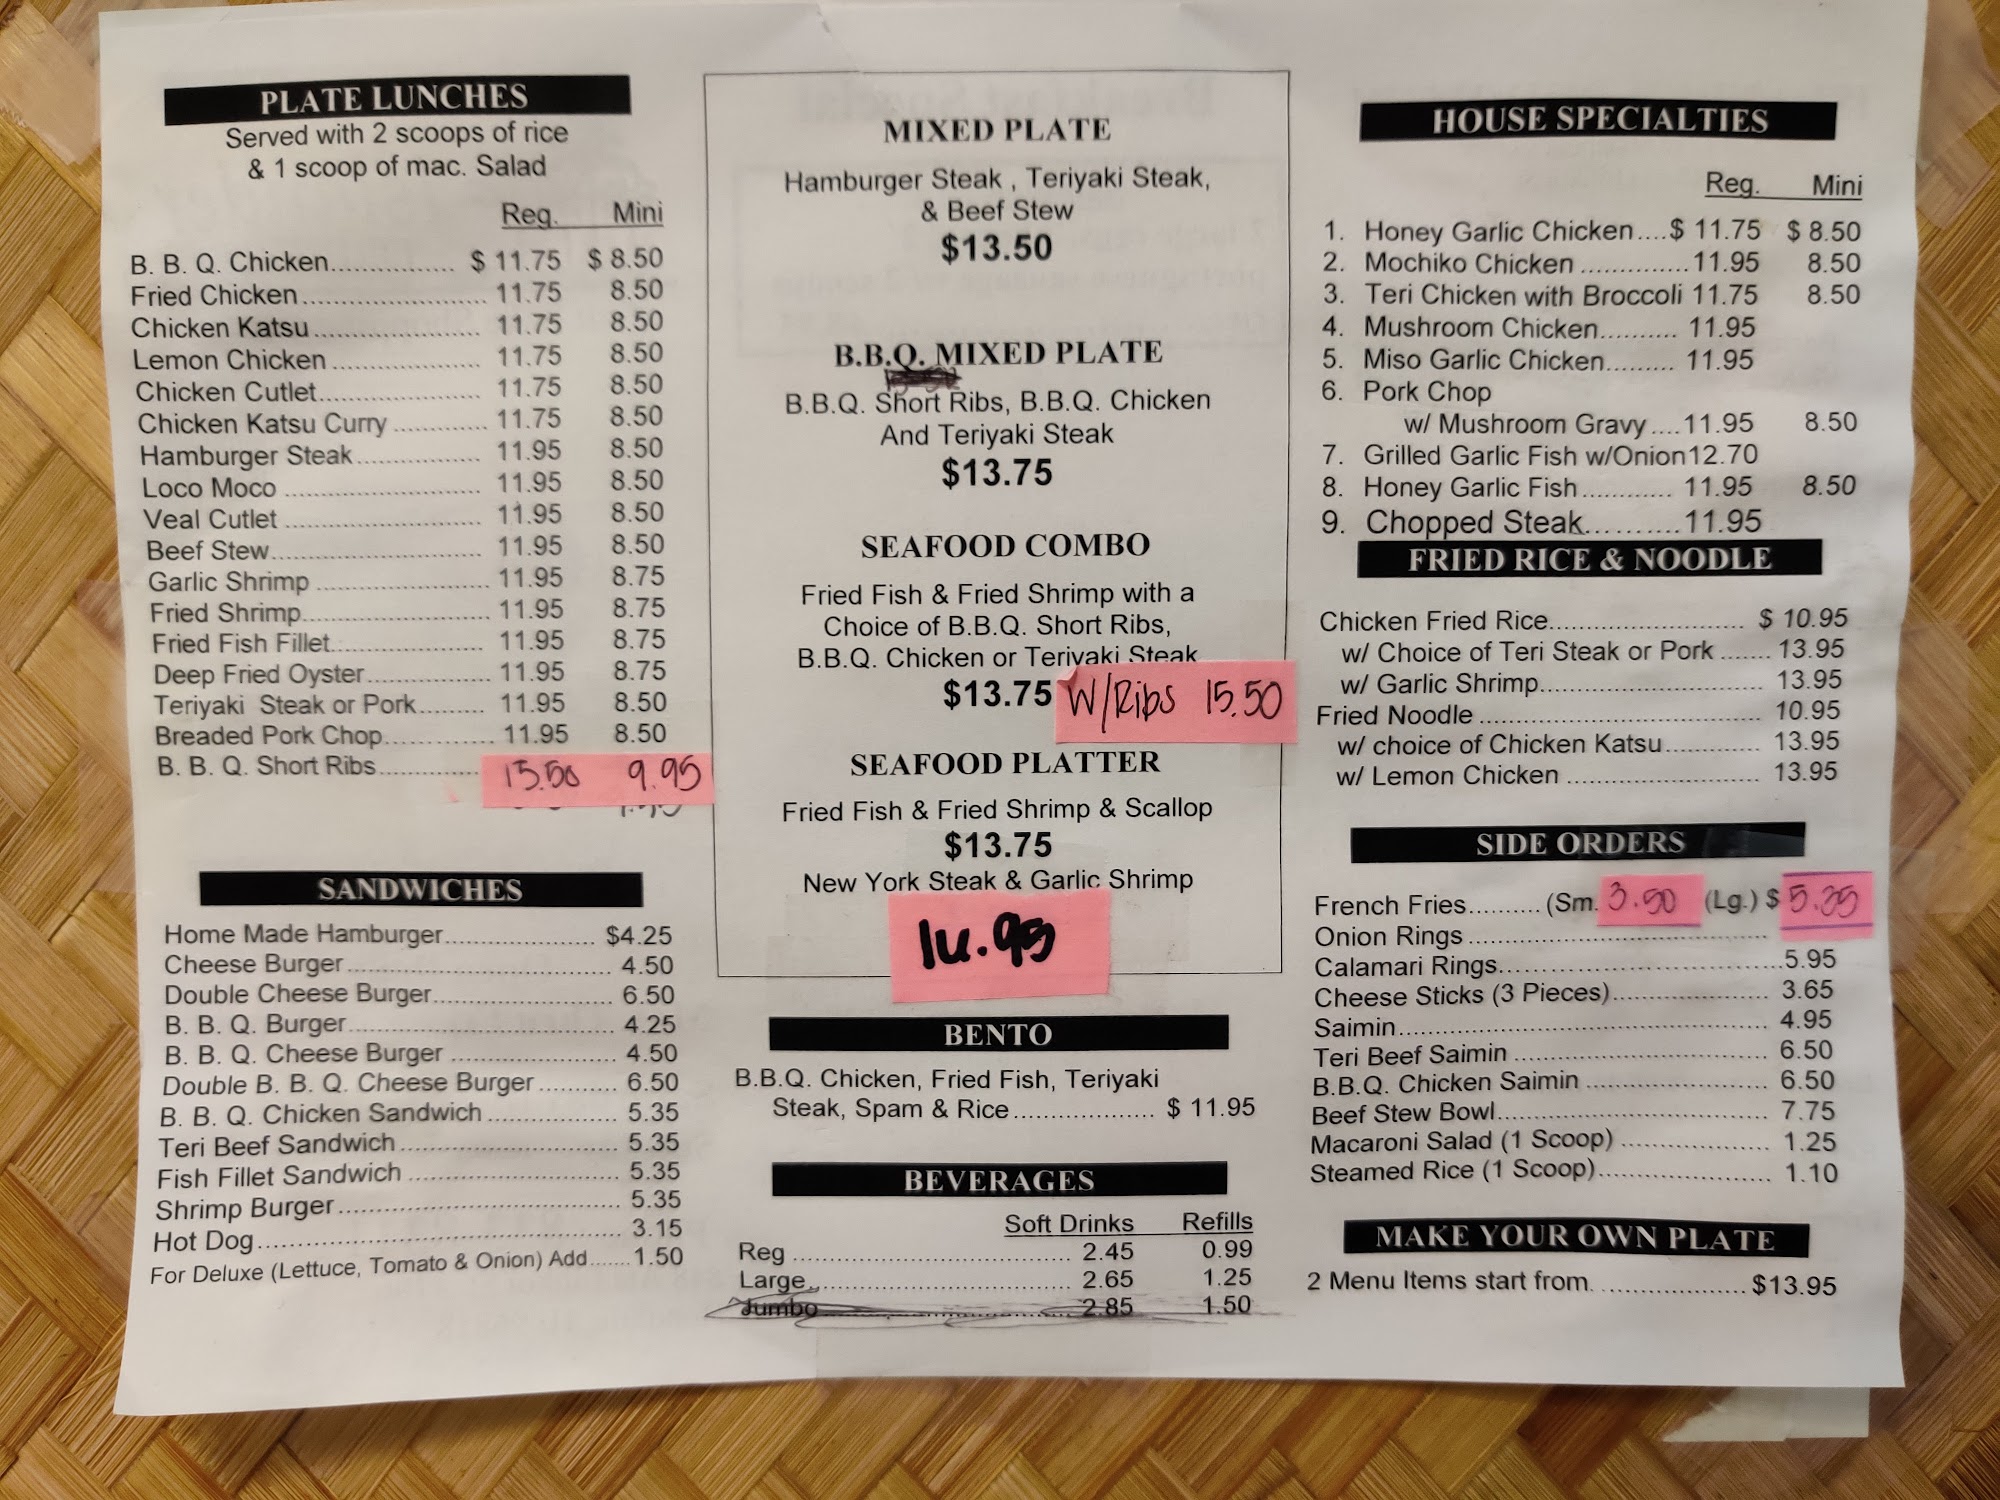 PLATE LUNCHES
Served with 2 scoops of rice
& 1 scoop of mac. Salad
Reg. Mini
B. B. Q. Chicken................ $ 11.75 $ 8.50
Fried Chicken........................ 11.75 8.50
Chicken Katsu...................... 11.75 8.50
Lemon Chicken.................... 11.75 8.50
Chicken Cutlet...................... 11.75 8.50
Chicken Katsu Curry............ 11.75 8.50
Hamburger Steak................. 11.95 8.50
Loco Moco........................... 11.95 8.50
Veal Cutlet........................... 11.95 8.50
Beef Stew............................. 11.95 8.50
Garlic Shrimp....................... 11.95 8.75
Fried Shrimp........................ 11.95 8.75
Fried Fish Fillet..................... 11.95 8.75
Deep Fried Oyster................ 11.95 8.75
Teriyaki Steak or Pork......... 11.95 8.50
Breaded Pork Chop.............. 11.95 8.50
B. B. Q. Short Ribs.............. 15.50 9.95
SANDWICHES
Home Made Hamburger..................... $4.25
Cheese Burger..................................... 4.50
Double Cheese Burger......................... 6.50
B. B. Q. Burger..................................... 4.25
B. B. Q. Cheese Burger....................... 4.50
Double B. B. Q. Cheese Burger........... 6.50
B. B. Q. Chicken Sandwich.................. 5.35
Teri Beef Sandwich.............................. 5.35
Fish Fillet Sandwich............................. 5.35
Shrimp Burger...................................... 5.35
Hot Dog................................................ 3.15
For Deluxe (Lettuce, Tomato & Onion) Add....... 1.50
MIXED PLATE
Hamburger Steak , Teriyaki Steak,
& Beef Stew
$13.50
B.B.Q. MIXED PLATE
B.B.Q. Short Ribs, B.B.Q. Chicken
And Teriyaki Steak
$13.75
SEAFOOD COMBO
Fried Fish & Fried Shrimp with a
Choice of B.B.Q. Short Ribs,
B.B.Q. Chicken or Teriyaki Steak
$13.75 W/Ribs 15.50
SEAFOOD PLATTER
Fried Fish & Fried Shrimp & Scallop
$13.75
New York Steak & Garlic Shrimp
BENTO
B.B.Q. Chicken, Fried Fish, Teriyaki
Steak, Spam & Rice................... $ 11.95
BEVERAGES
Soft Drinks Refills
Reg..................................... 2.45 0.99
Large.................................. 2.65 1.25
Jumbo................................. 2.85 1.50
HOUSE SPECIALTIES
Reg. Mini
1. Honey Garlic Chicken....$ 11.75 $ 8.50
2. Mochiko Chicken..............11.95 8.50
3. Teri Chicken with Broccoli 11.75 8.50
4. Mushroom Chicken.......... 11.95
5. Miso Garlic Chicken......... 11.95
6. Pork Chop
w/ Mushroom Gravy....11.95 8.50
7. Grilled Garlic Fish w/Onion12.70
8. Honey Garlic Fish............ 11.95 8.50
9. Chopped Steak..........11.95
FRIED RICE & NOODLE
Chicken Fried Rice.......................... $ 10.95
w/ Choice of Teri Steak or Pork....... 13.95
w/ Garlic Shrimp.............................. 13.95
Fried Noodle..................................... 10.95
w/ choice of Chicken Katsu............. 13.95
w/ Lemon Chicken.......................... 13.95
SIDE ORDERS
French Fries.......... (Sm. 3.50 (Lg.) $ 5.35
Onion Rings........................................
Calamari Rings.....................................5.95
Cheese Sticks (3 Pieces)..................... 3.65
Saimin.................................................. 4.95
Teri Beef Saimin.................................. 6.50
B.B.Q. Chicken Saimin........................ 6.50
Beef Stew Bowl.................................... 7.75
Macaroni Salad (1 Scoop).................... 1.25
Steamed Rice (1 Scoop)....................... 1.10
MAKE YOUR OWN PLATE
2 Menu Items start from. .................... $13.95